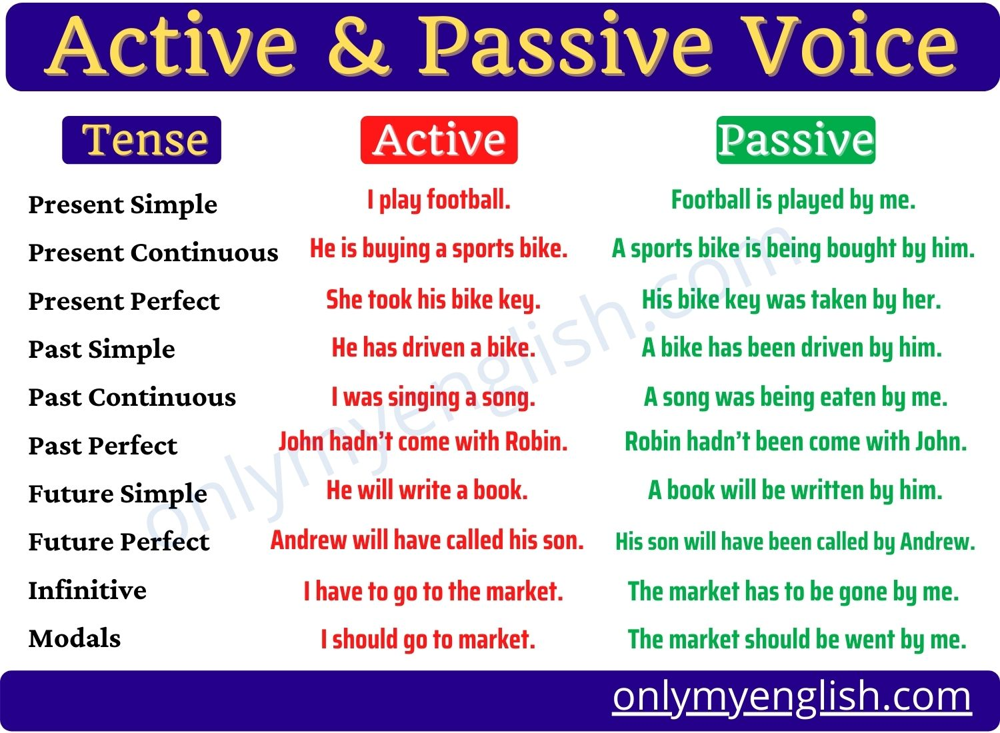 Active & Passive Voice
Tense Active Passive
Present Simple I play football. Football is played by me.
Present Continuous He is buying a sports bike. A sports bike is being bought by him.
Present Perfect She took his bike key. His bike key was taken by her.
Past Simple He has driven a bike. A bike has been driven by him.
Past Continuous I was singing a song. A song was being eaten by me.
Past Perfect John hadn't come with Robin. Robin hadn't been come with John.
Future Simple He will write a book. A book will be written by him.
Future Perfect Andrew will have called his son. His son will have been called by Andrew.
Infinitive I have to go to the market. The market has to be gone by me.
Modals I should go to market. The market should be went by me.
onlymyenglish.com
onlymyenglish.com